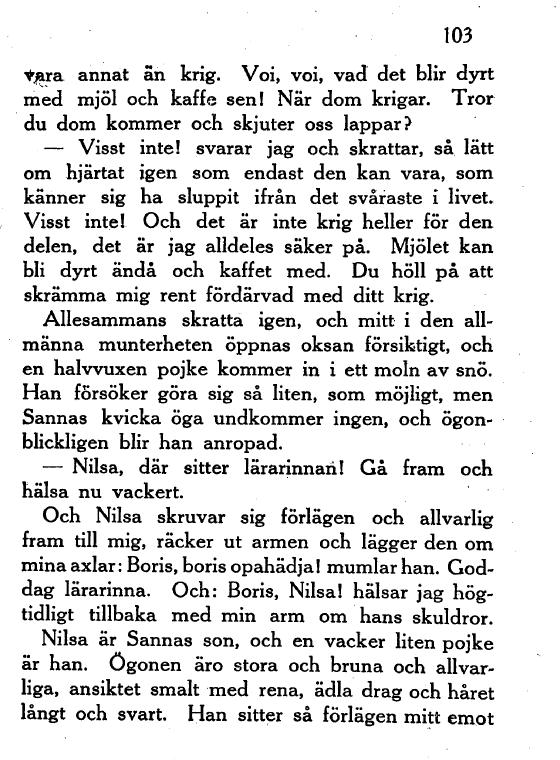 103
vara annat än krig. Voi, voi, vad det blir dyrt
med mjöl och kaffe sen! När dom krigar. Tror
du dom kommer och skjuter oss lappar?
— Visst inte! svarar jag och skrattar, så lätt
om hjärtat igen som endast den kan vara, som
känner sig ha sluppit ifrån det svåraste i livet.
Visst inte! Och det är inte krig heller för den
delen, det är jag alldeles säker på. Mjölet kan
bli dyrt ändå och kaffet med. Du höll på att
skrämma mig rent fördärvad med ditt krig.
Allesammans skratta igen, och mitt i den all-
männa munterheten öppnas oksan försiktigt, och
en halvvuxen pojke kommer in i ett moln av snö.
Han försöker göra sig så liten, som möjligt, men
Sannas kvicka öga undkommer ingen, och ögon-
blickligen blir han anropad.
— Nilsa, där sitter lärarinnan! Gå fram och
hälsa nu vackert.
Och Nilsa skruvar sig förlägen och allvarlig
fram till mig, räcker ut armen och lägger den om
mina axlar: Boris, boris opahädja! mumlar han. God-
dag lärarinna. Och: Boris, Nilsa! hälsar jag hög-
tidligt tillbaka med min arm om hans skuldror.
Nilsa är Sannas son, och en vacker liten pojke
är han. Ögonen äro stora och bruna och allvar-
liga, ansiktet smalt med rena, ädla drag och håret
långt och svart. Han sitter så förlägen mitt emot